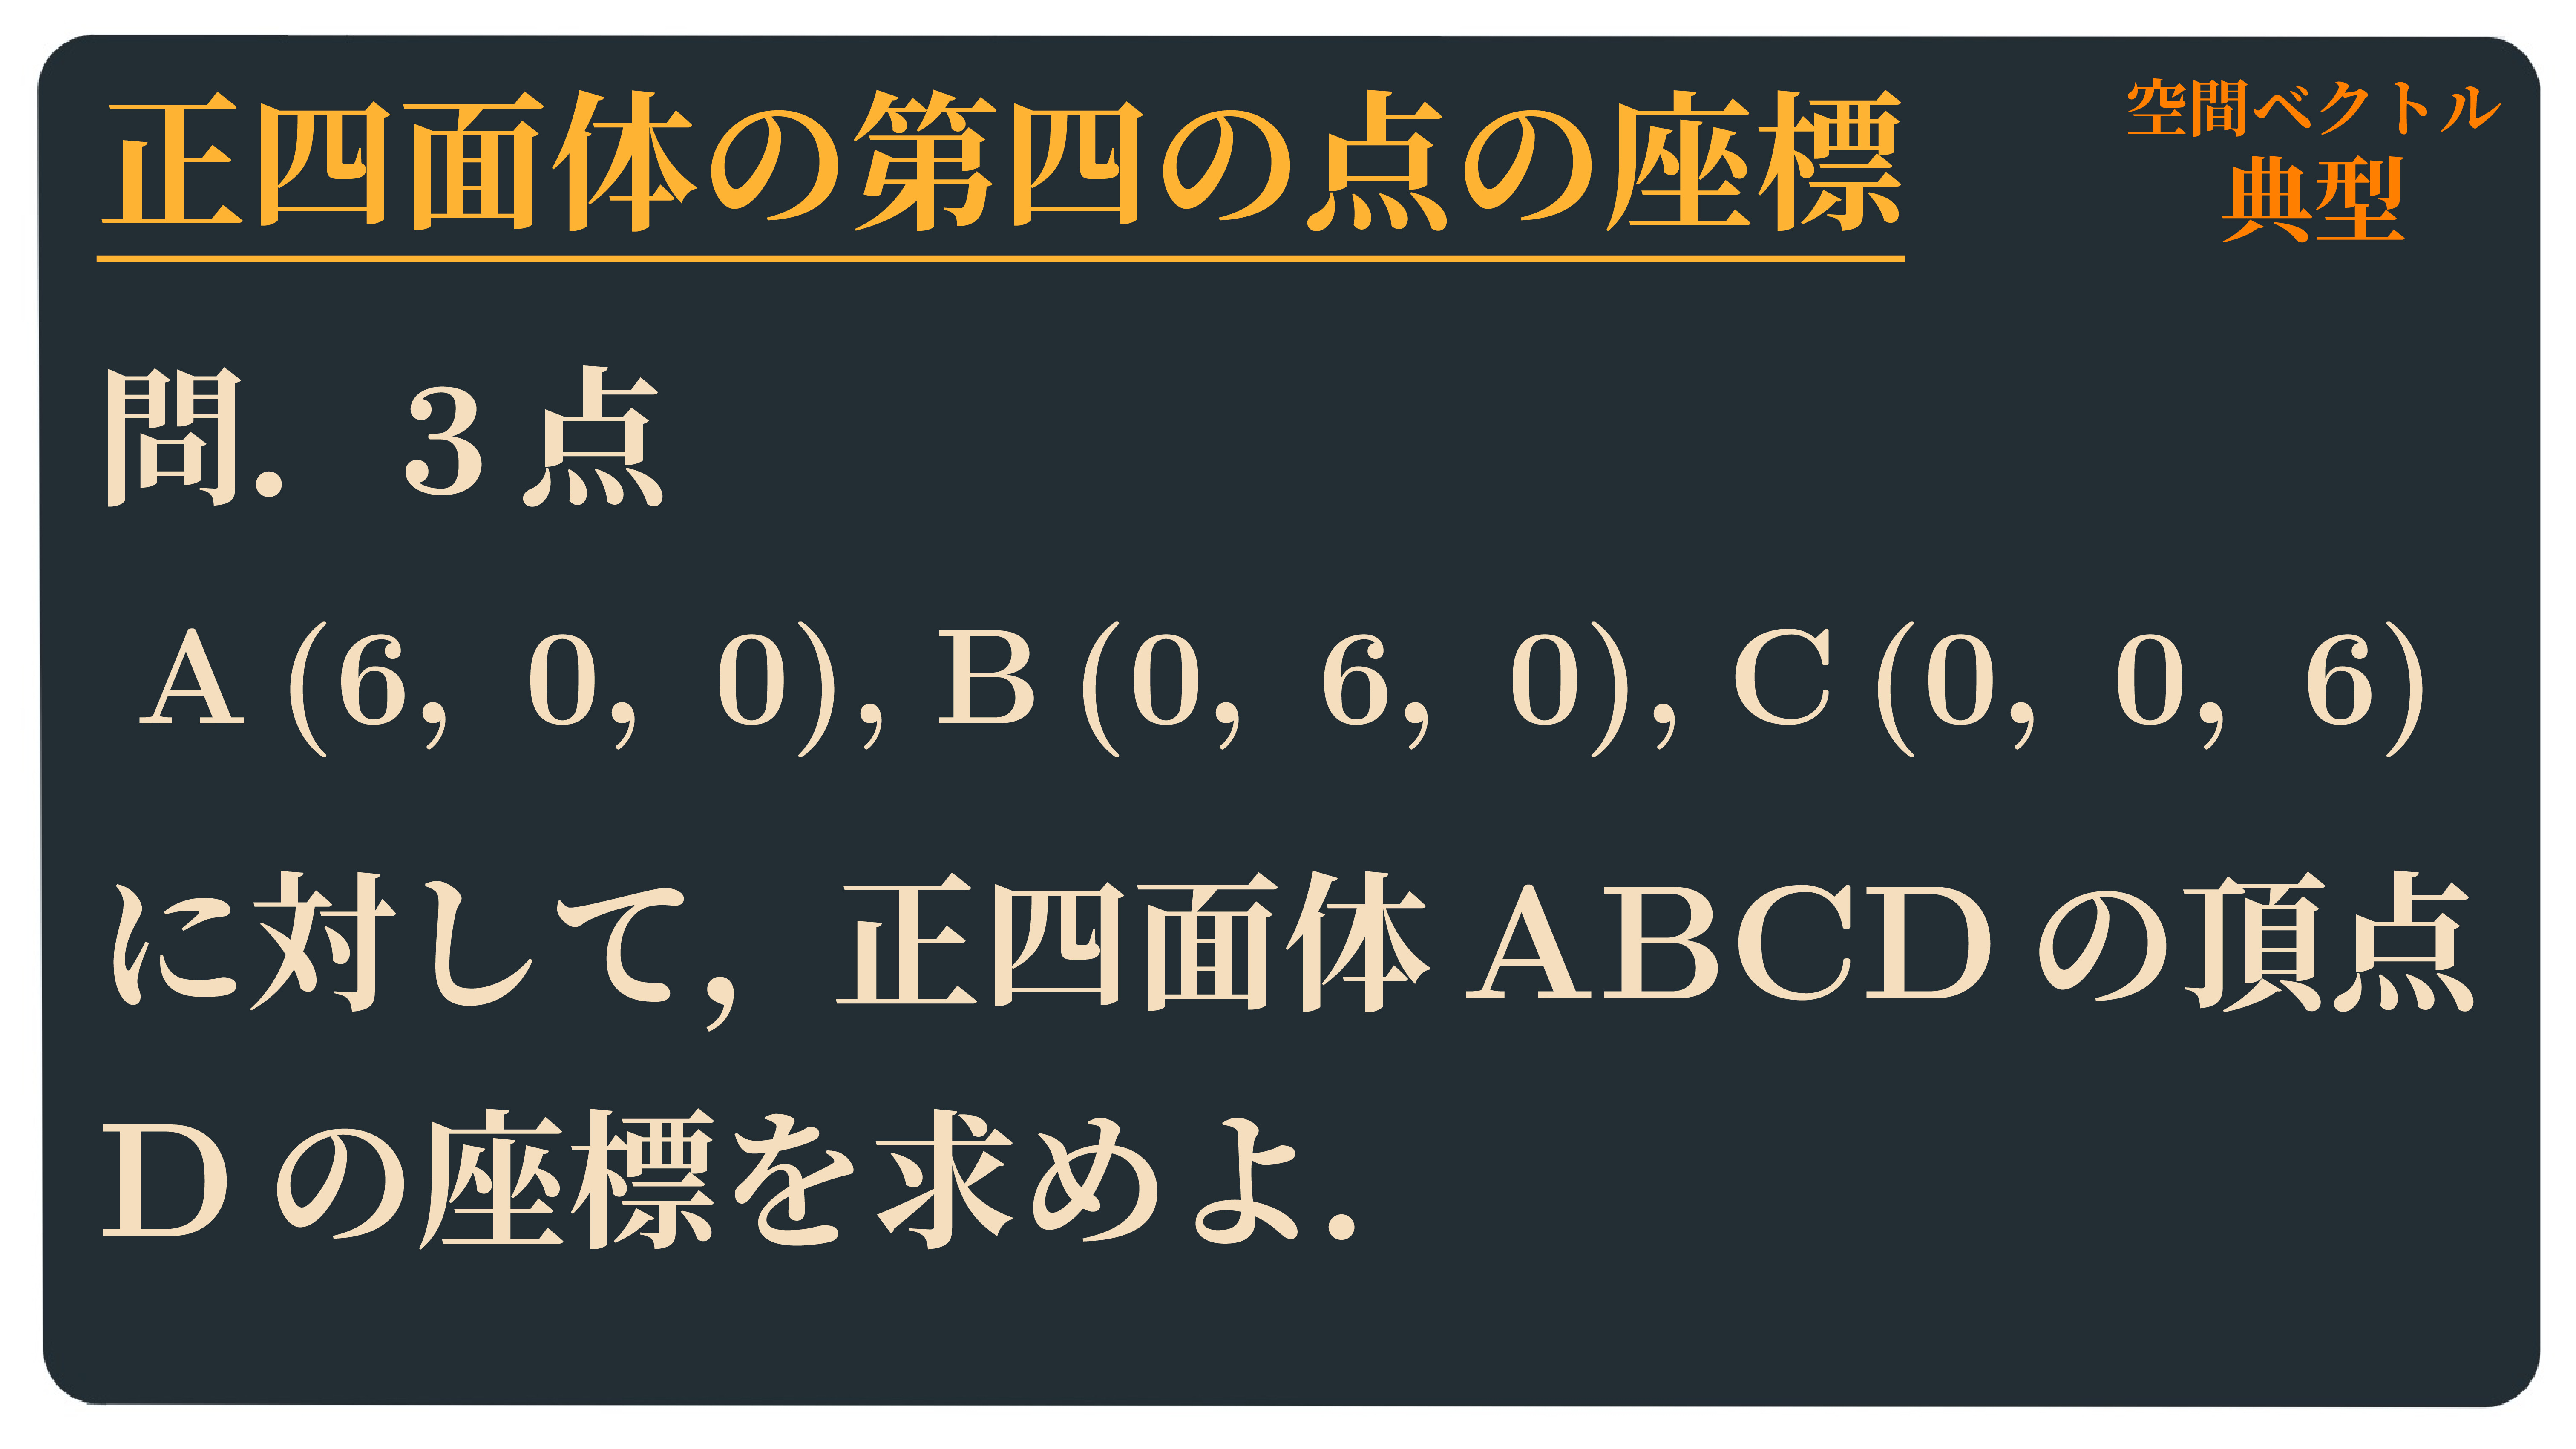 正四面体の第四の点の座標
空間ベクトル
典型
問. 3点
A (6, 0, 0), B (0, 6, 0), C (0, 0, 6)
に対して, 正四面体 ABCD の頂点
D の座標を求めよ.